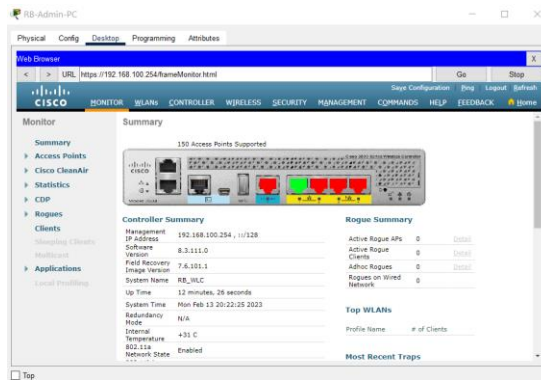 RB-Admin-PC
Physical Config Desktop Programming Attributes
Web Browser X
< > URL https://192.168.100.254/frameMonitor.html Go Stop
Save Configuration Ping Logout Refresh
CISCO MONITOR WLANs CONTROLLER WIRELESS SECURITY MANAGEMENT COMMANDS HELP FEEDBACK Home
Monitor
Summary
Access Points
Cisco CleanAir
Statistics
CDP
Rogues
Clients
Sleeping Clients
Multicast
Applications
Local Profiling
Summary
150 Access Points Supported
Controller Summary
Management IP Address 192.168.100.254 , ::/128
Software Version 8.3.111.0
Field Recovery Image Version 7.6.101.1
System Name RB_WLC
Up Time 12 minutes, 26 seconds
System Time Mon Feb 13 20:22:25 2023
Redundancy Mode N/A
Internal Temperature +31 C
802.11a Network State Enabled
Rogue Summary
Active Rogue APs 0 Detail
Active Rogue Clients 0 Detail
Adhoc Rogues 0 Detail
Rogues on Wired Network 0
Top WLANs
Profile Name # of Clients
Most Recent Traps
Top